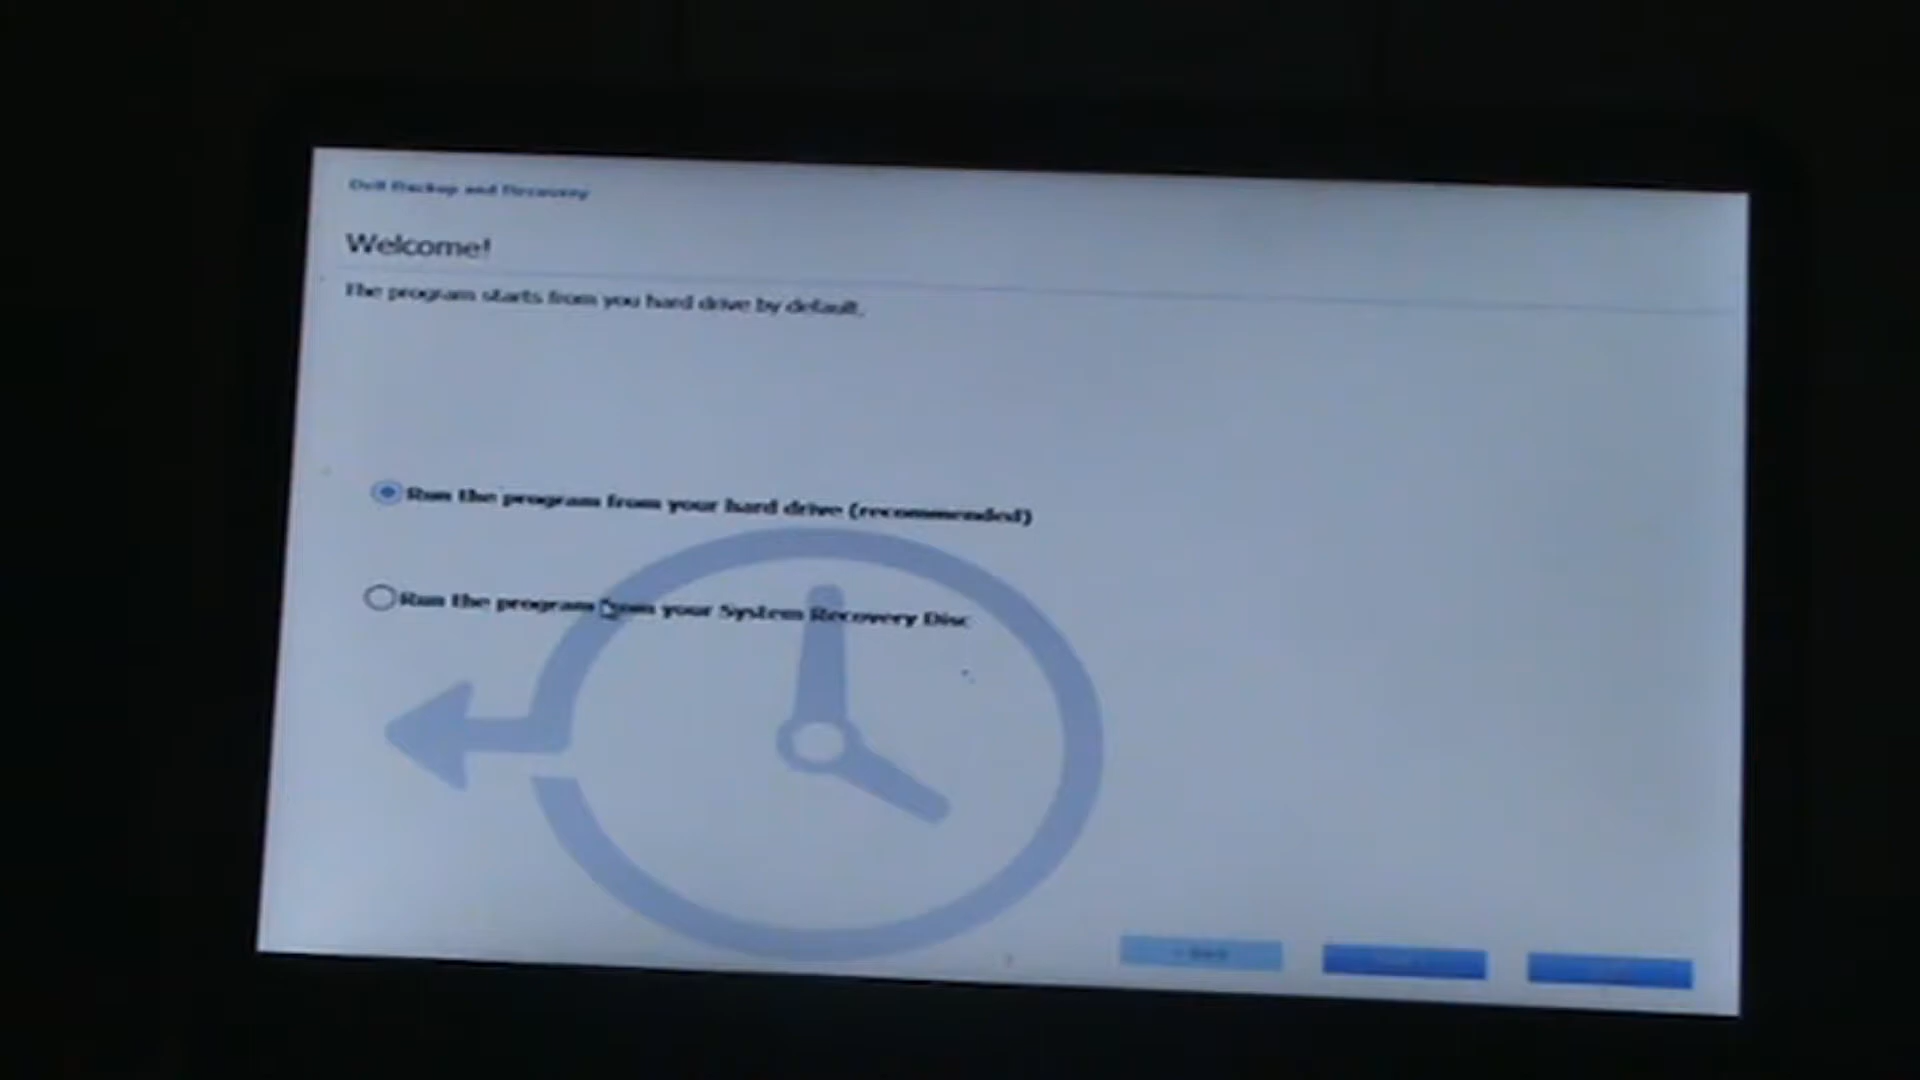 Dell Backup and Recovery
Welcome!
The program starts from you hard drive by default.
Run the program from your hard drive (recommended)
Run the program from your System Recovery Disc